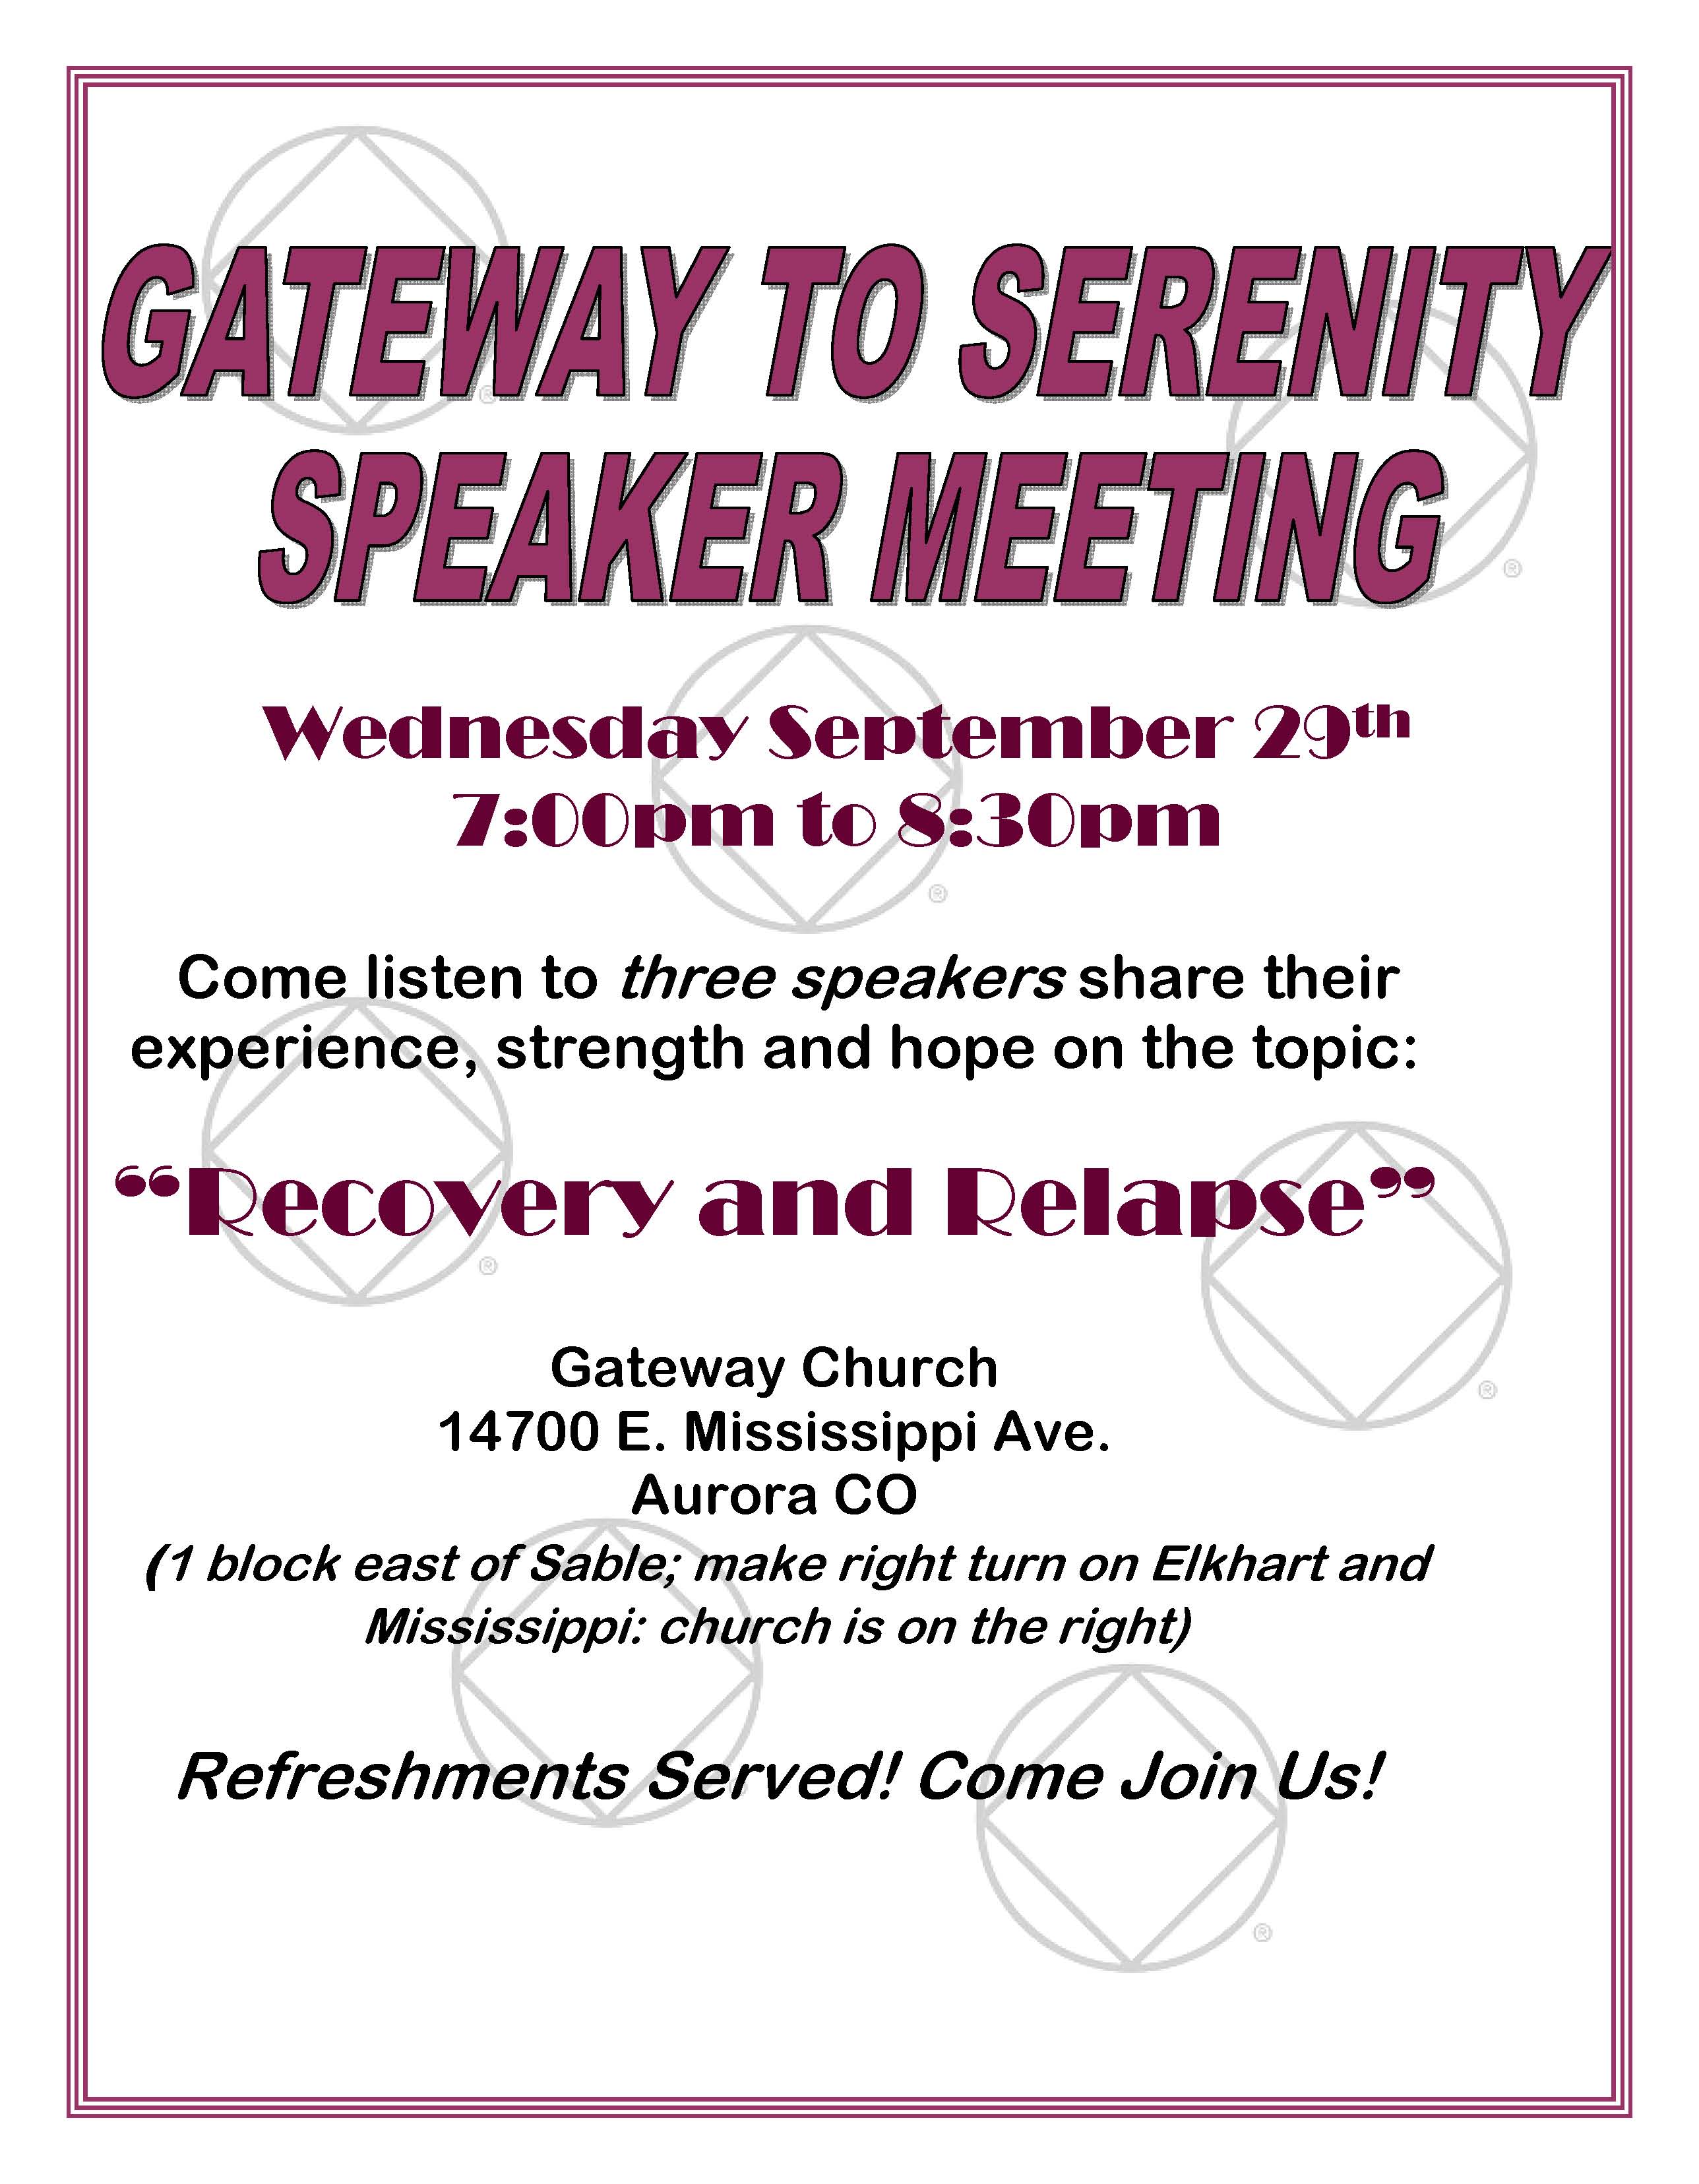 GATEWAY TO SERENITY
SPEAKER MEETING
Wednesday September 29th
7:00pm to 8:30pm
Come listen to three speakers share their
experience, strength and hope on the topic:
“Recovery and Relapse”
Gateway Church
14700 E. Mississippi Ave.
Aurora CO
(1 block east of Sable; make right turn on Elkhart and
Mississippi: church is on the right)
Refreshments Served! Come Join Us!